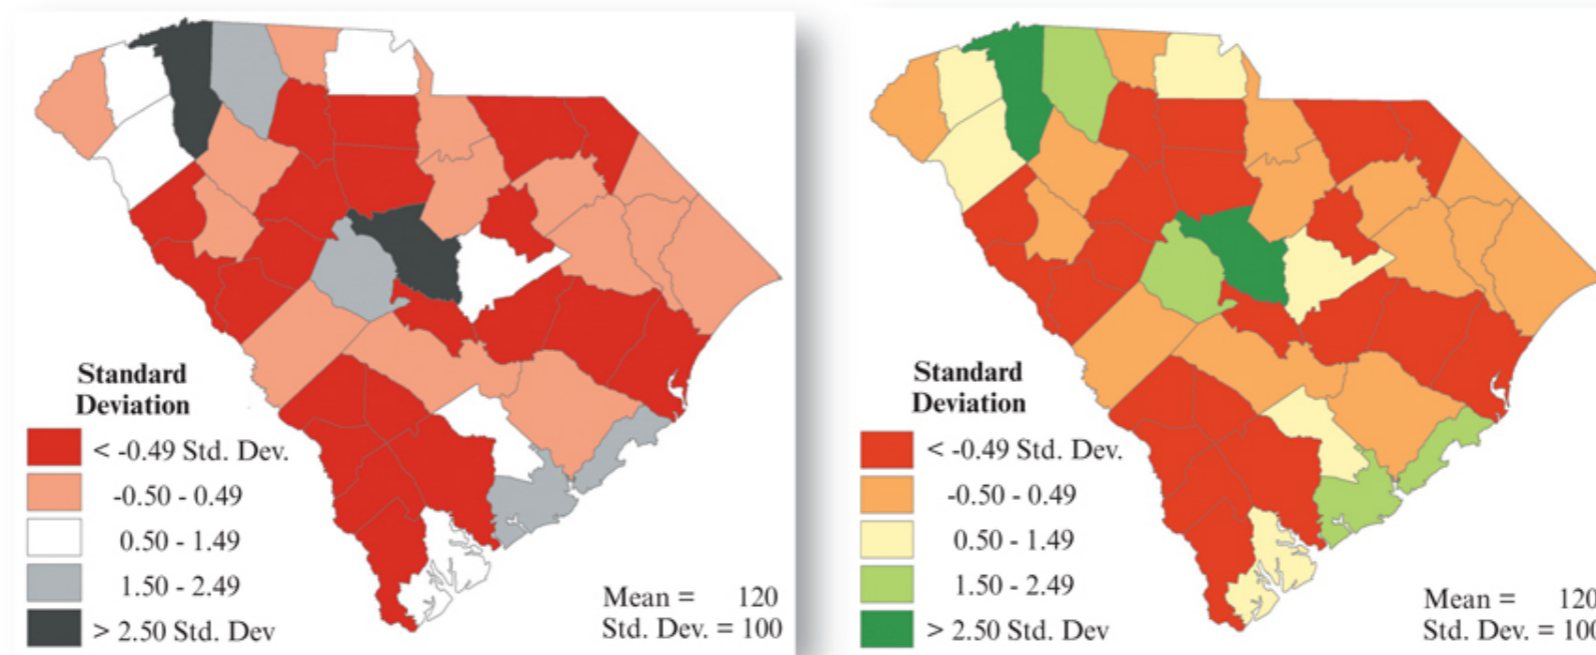 Standard
Deviation
< -0.49 Std. Dev.
-0.50 - 0.49
0.50 - 1.49
1.50 - 2.49
> 2.50 Std. Dev
Mean = 120
Std. Dev. = 100
Standard
Deviation
< -0.49 Std. Dev.
-0.50 - 0.49
0.50 - 1.49
1.50 - 2.49
> 2.50 Std. Dev
Mean = 120
Std. Dev. = 100